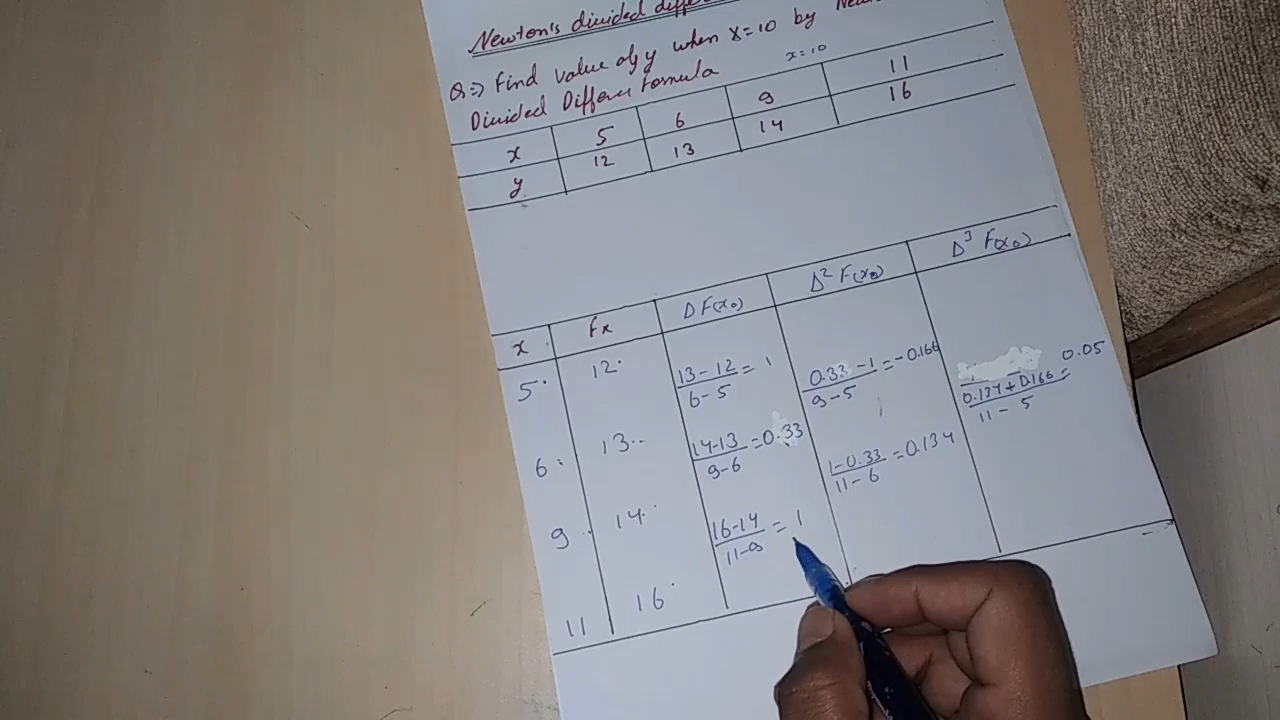 Newton's divided
Q⇒ Find value of y when x=10 by
Divided Differen Formula
x=10
x 5 6 9 11
y 12 13 14 16
x Fx ΔF(x₀) Δ² F(x₀) Δ³ F(x₀)
5 12 13-12/6-5 = 1 0.33-1/9-5 = -0.166 0.134+0.166/11-5 = 0.05
6 13 14-13/9-6 = 0.33 1-0.33/11-6 = 0.134
9 14 16-14/11-9 = 1
11 16